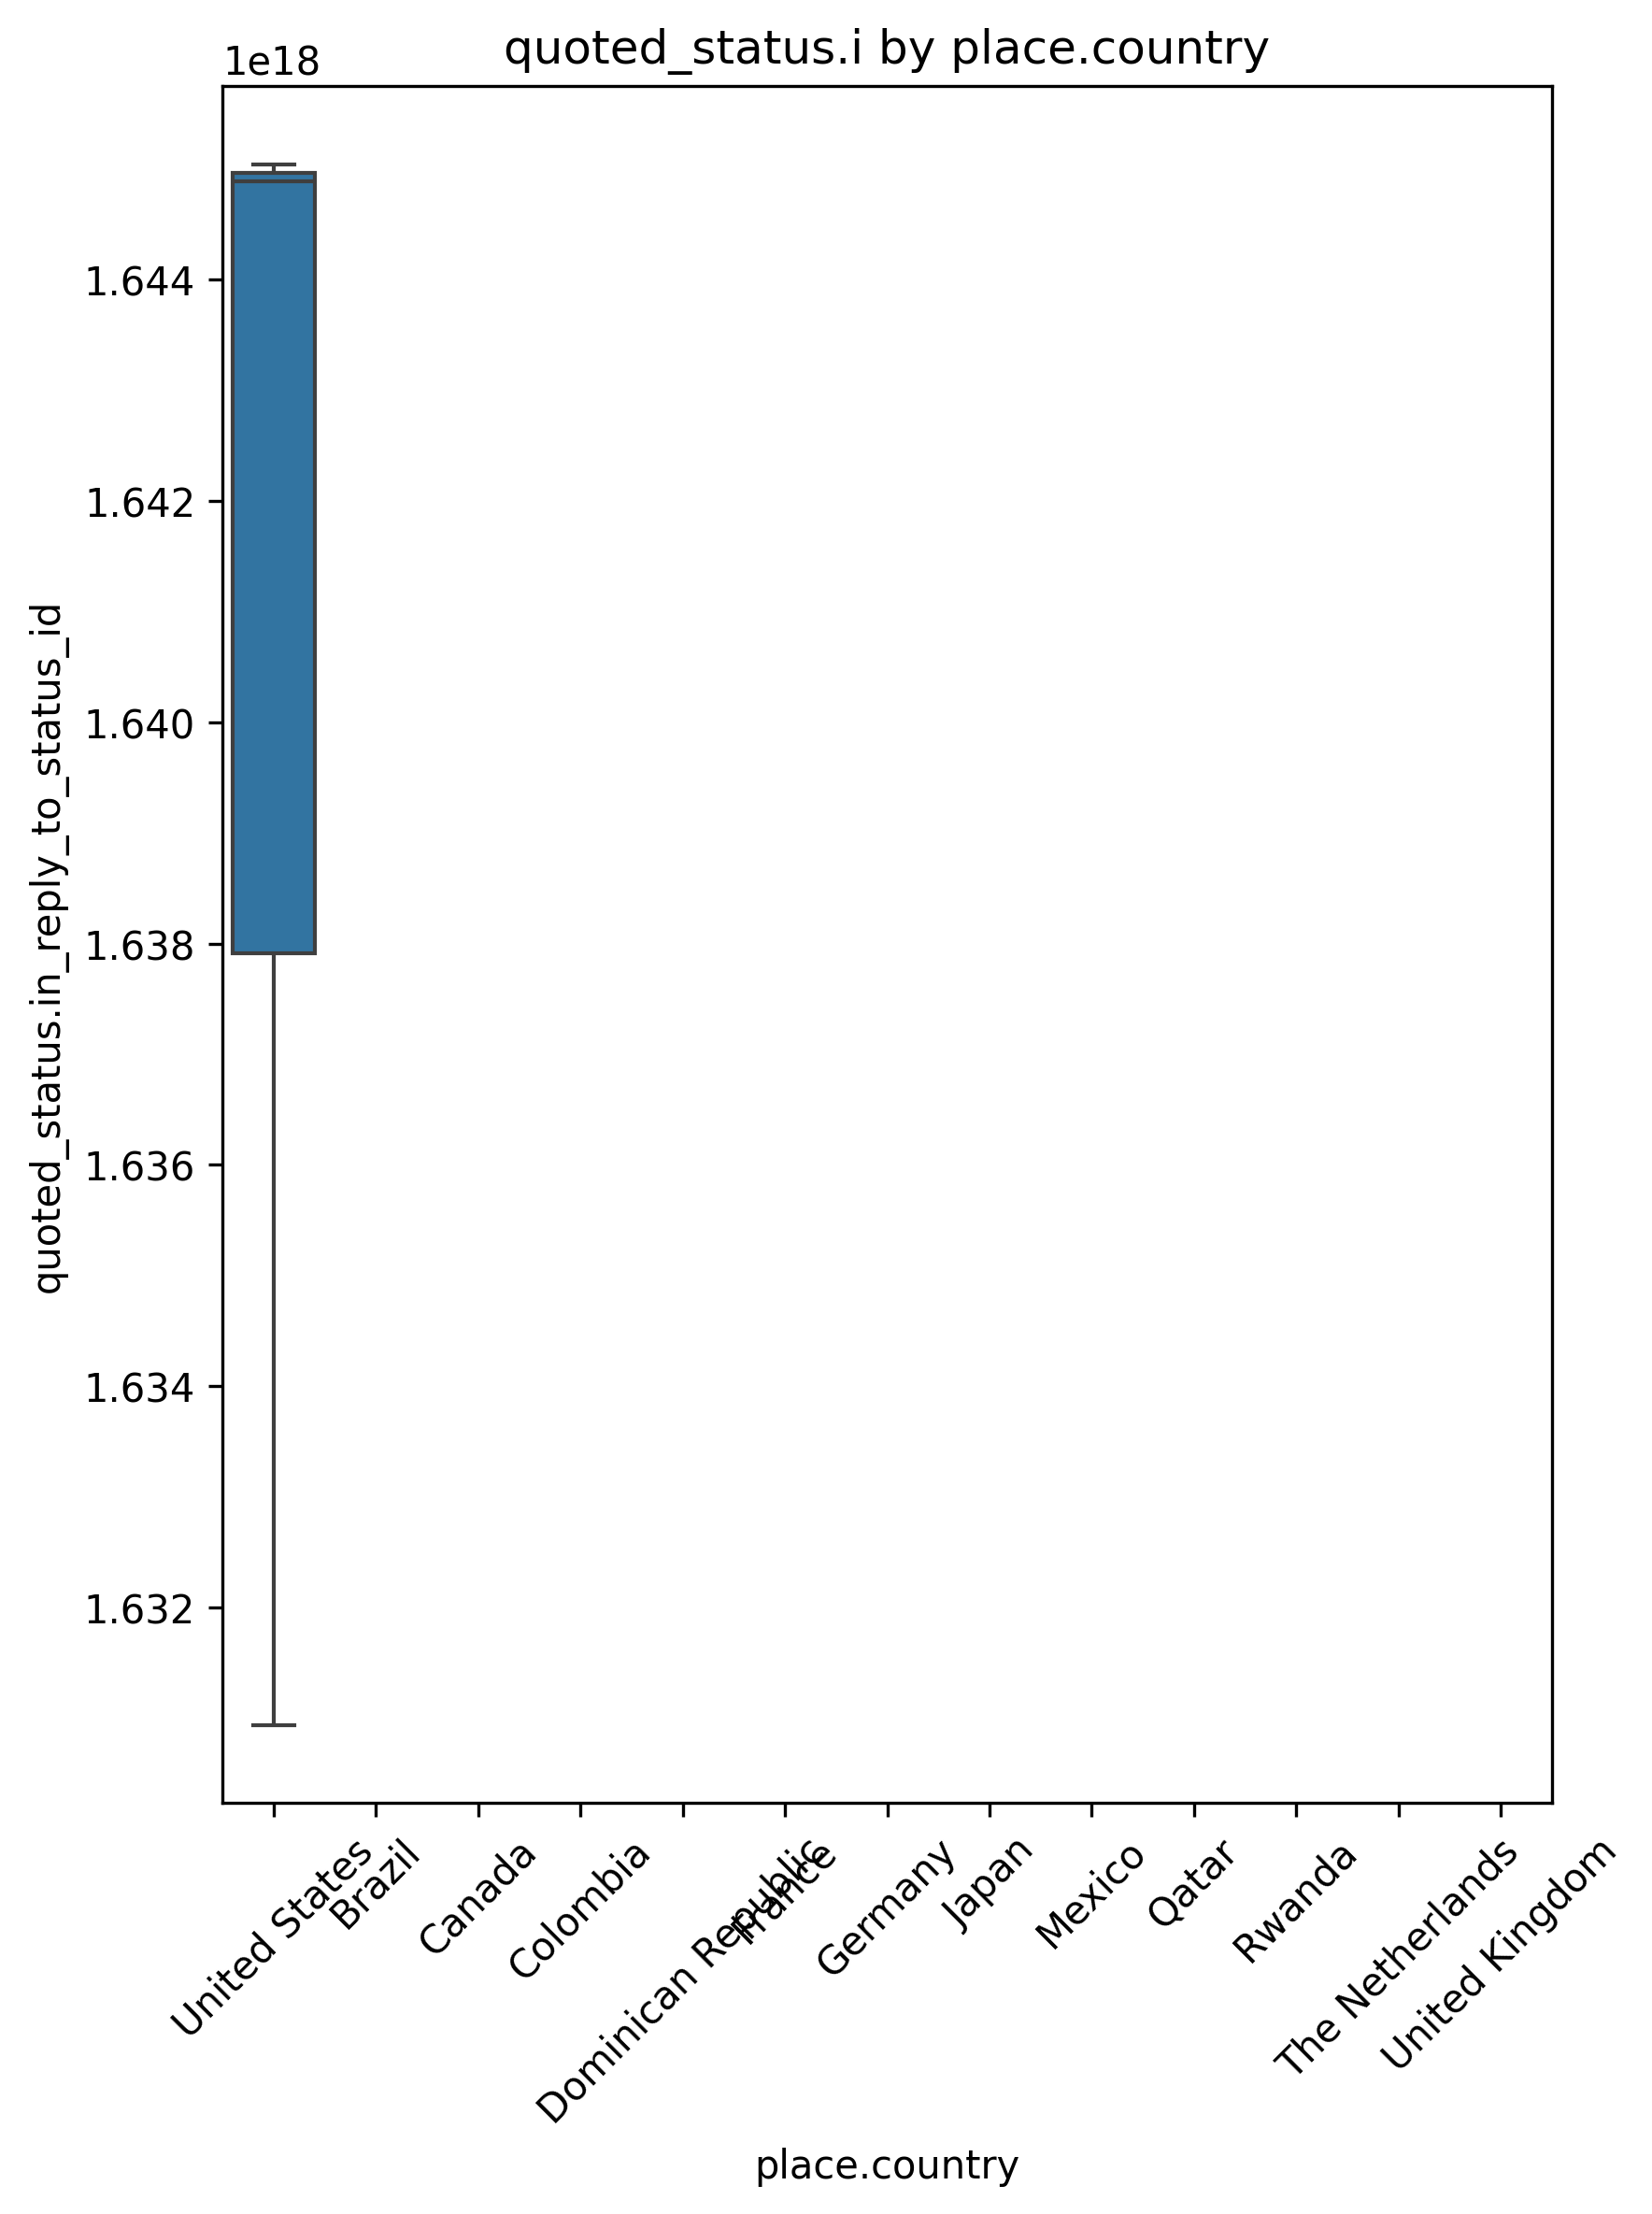 quoted_status.i by place.country
1e18
1.644
1.642
1.640
1.638
1.636
1.634
1.632
quoted_status.in_reply_to_status_id
United States
Brazil
Canada
Colombia
Dominican Republic
France
Germany
Japan
Mexico
Qatar
Rwanda
The Netherlands
United Kingdom
place.country